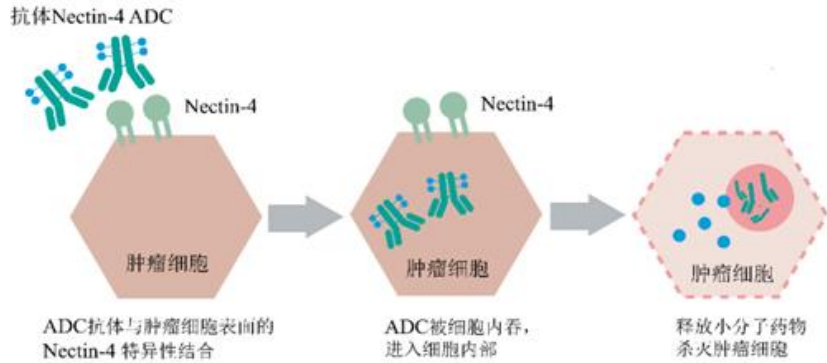 抗体Nectin-4 ADC
Nectin-4
肿瘤细胞
ADC抗体与肿瘤细胞表面的
Nectin-4 特异性结合
Nectin-4
肿瘤细胞
ADC被细胞内吞，
进入细胞内部
肿瘤细胞
释放小分子药物
杀灭肿瘤细胞